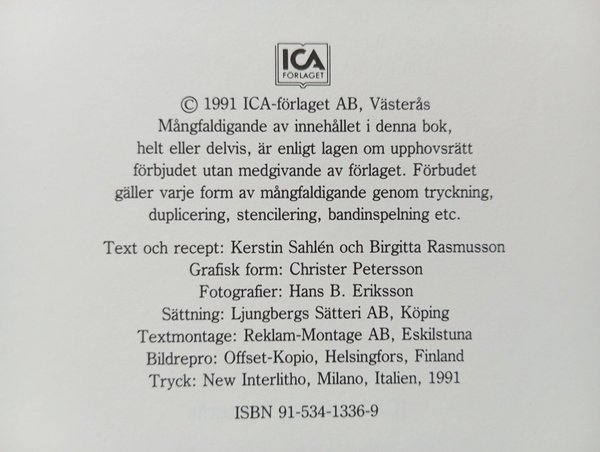 ICA
FÖRLAGET
© 1991 ICA-förlaget AB, Västerås
Mångfaldigande av innehållet i denna bok,
helt eller delvis, är enligt lagen om upphovsrätt
förbjudet utan medgivande av förlaget. Förbudet
gäller varje form av mångfaldigande genom tryckning,
duplicering, stencilering, bandinspelning etc.
Text och recept: Kerstin Sahlén och Birgitta Rasmusson
Grafisk form: Christer Petersson
Fotografier: Hans B. Eriksson
Sättning: Ljungbergs Sätteri AB, Köping
Textmontage: Reklam-Montage AB, Eskilstuna
Bildrepro: Offset-Kopio, Helsingfors, Finland
Tryck: New Interlitho, Milano, Italien, 1991
ISBN 91-534-1336-9